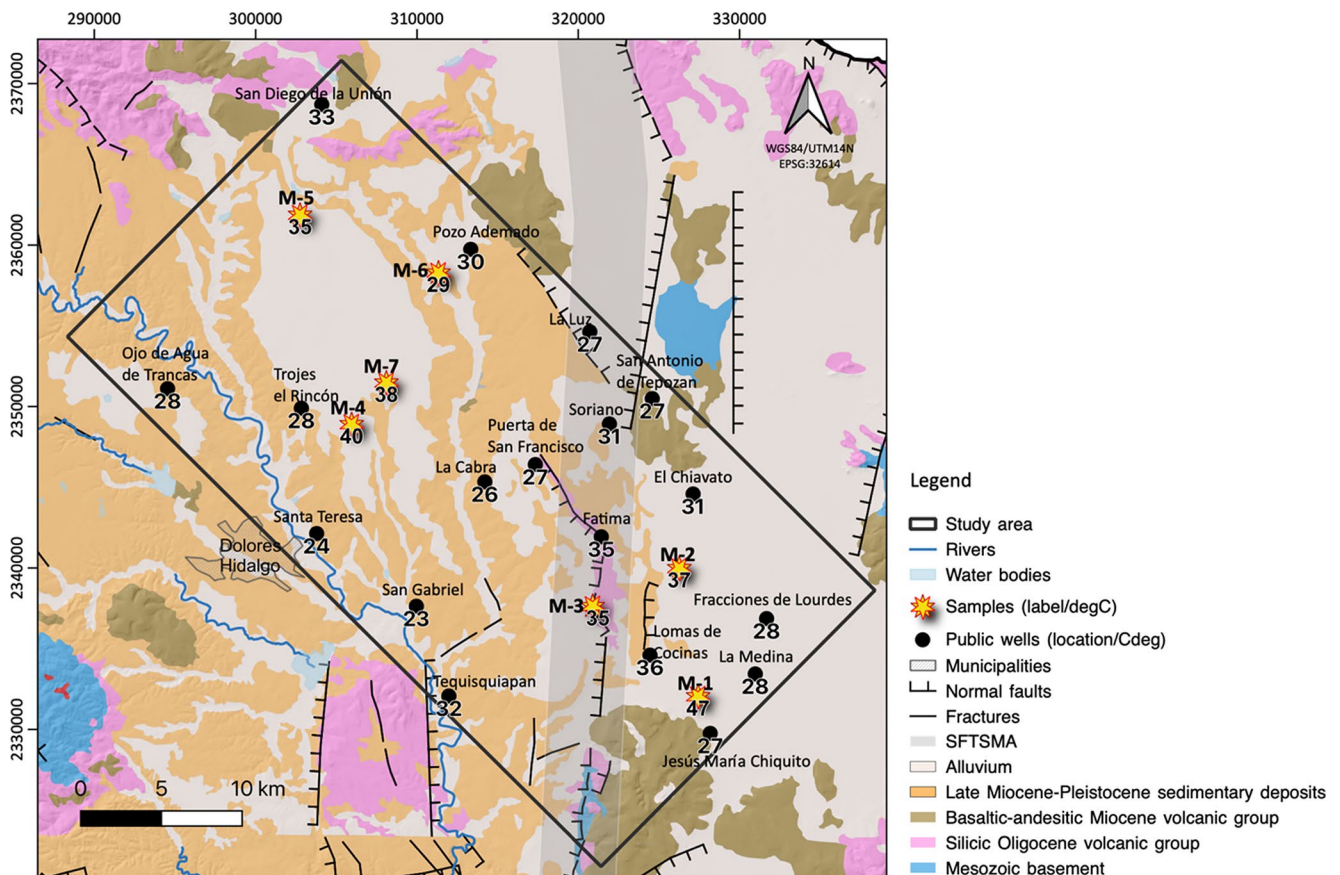 290000 300000 310000 320000 330000
2370000
2360000
2350000
2340000
2330000
N
WGS84/UTM14N
EPSG:32614
San Diego de la Unión
33
M-5
35
Pozo Ademado
30
M-6
29
La Luz
27
Ojo de Agua
de Trancas
28
Trojes
el Rincón
28
M-7
38
M-4
40
San Antonio
de Tepozan
27
Soriano
31
Puerta de
San Francisco
27
La Cabra
26
El Chiavato
31
Santa Teresa
24
Dolores
Hidalgo
Fatima
35
M-2
37
San Gabriel
23
M-3
35
Fracciones de Lourdes
28
Lomas de
Cocinas
36
La Medina
28
Tequisquiapan
32
M-1
47
27
Jesús María Chiquito
0 5 10 km
Legend
Study area
Rivers
Water bodies
Samples (label/degC)
Public wells (location/Cdeg)
Municipalities
Normal faults
Fractures
SFTSMA
Alluvium
Late Miocene-Pleistocene sedimentary deposits
Basaltic-andesitic Miocene volcanic group
Silicic Oligocene volcanic group
Mesozoic basement